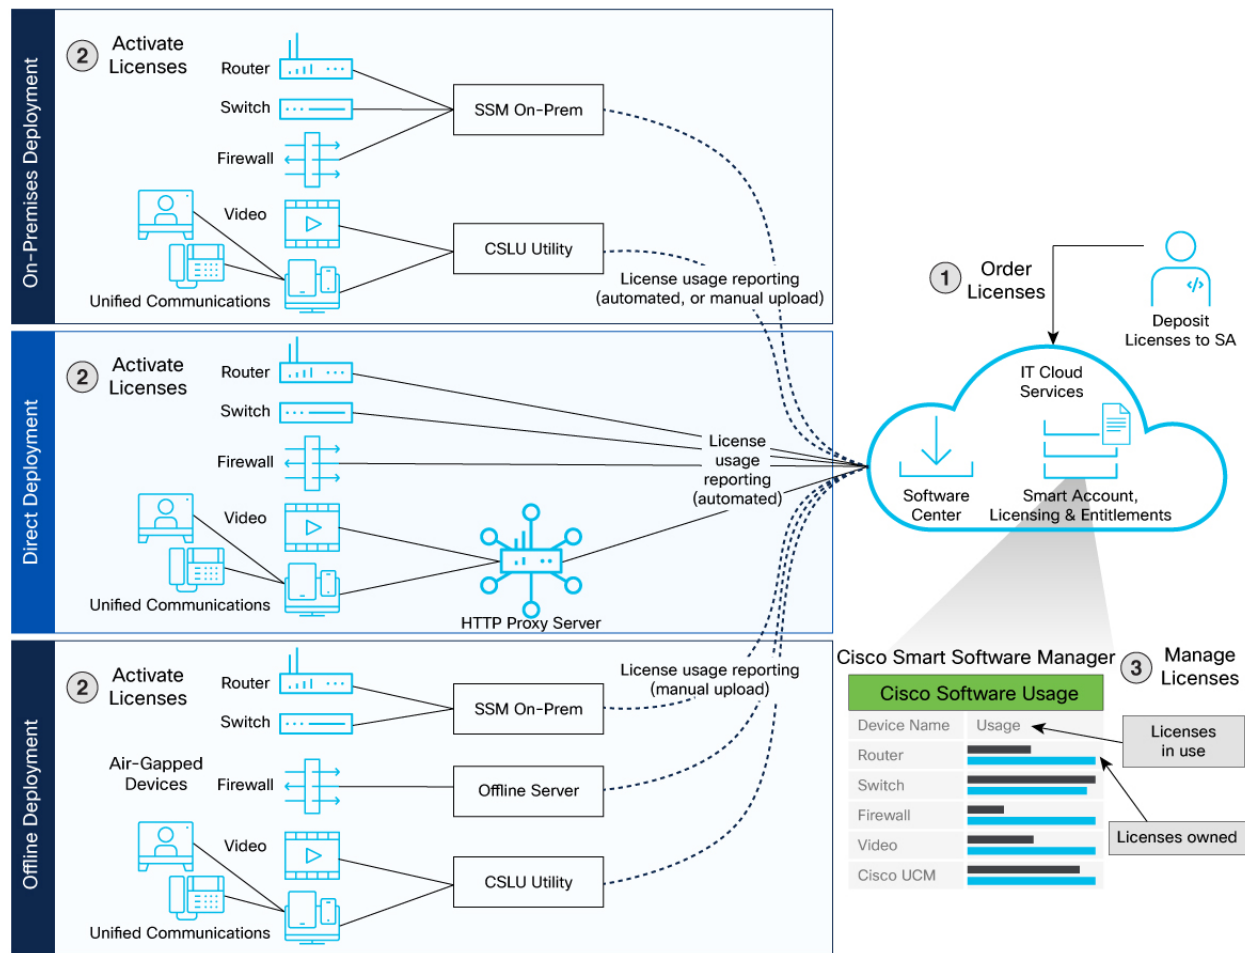 On-Premises Deployment
2
Activate
Licenses
Router
Switch
Firewall
Video
Unified Communications
SSM On-Prem
CSLU Utility
License usage reporting
(automated, or manual upload)
Direct Deployment
2
Activate
Licenses
Router
Switch
Firewall
Video
Unified Communications
HTTP Proxy Server
License
usage
reporting
(automated)
Offline Deployment
2
Activate
Licenses
Router
Switch
Air-Gapped
Devices
Firewall
Video
Unified Communications
SSM On-Prem
Offline Server
CSLU Utility
License usage reporting
(manual upload)
1
Order
Licenses
Deposit
Licenses to SA
IT Cloud
Services
Software
Center
Smart Account,
Licensing & Entitlements
Cisco Smart Software Manager
3
Manage
Licenses
Cisco Software Usage
Device Name
Usage
Router
Switch
Firewall
Video
Cisco UCM
Licenses
in use
Licenses owned